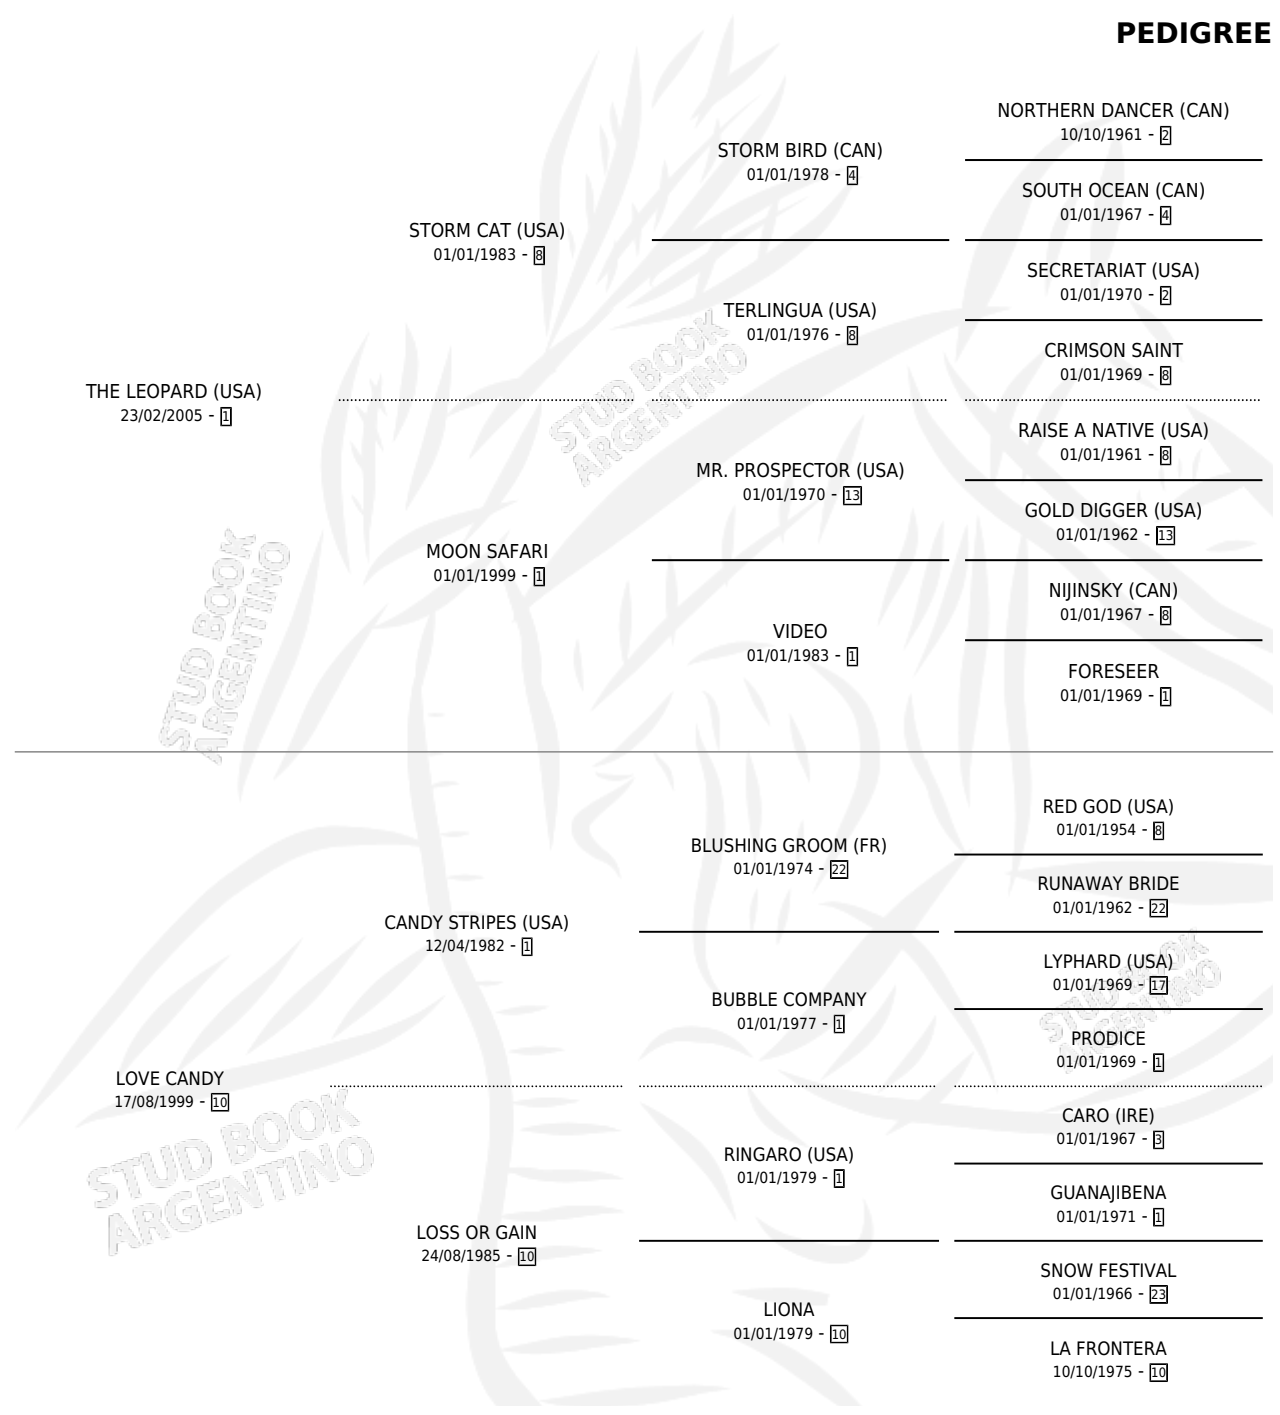 PEDIGREE
NORTHERN DANCER (CAN)
10/10/1961 - 2
STORM BIRD (CAN)
01/01/1978 - 4
SOUTH OCEAN (CAN)
01/01/1967 - 4
STORM CAT (USA)
01/01/1983 - 8
SECRETARIAT (USA)
01/01/1970 - 2
TERLINGUA (USA)
01/01/1976 - 8
CRIMSON SAINT
01/01/1969 - 8
THE LEOPARD (USA)
23/02/2005 - 1
RAISE A NATIVE (USA)
01/01/1961 - 8
MR. PROSPECTOR (USA)
01/01/1970 - 13
GOLD DIGGER (USA)
01/01/1962 - 13
MOON SAFARI
01/01/1999 - 1
NIJINSKY (CAN)
01/01/1967 - 8
VIDEO
01/01/1983 - 1
FORESEER
01/01/1969 - 1
RED GOD (USA)
01/01/1954 - 8
BLUSHING GROOM (FR)
01/01/1974 - 22
RUNAWAY BRIDE
01/01/1962 - 22
CANDY STRIPES (USA)
12/04/1982 - 1
LYPHARD (USA)
01/01/1969 - 17
BUBBLE COMPANY
01/01/1977 - 1
PRODICE
01/01/1969 - 1
LOVE CANDY
17/08/1999 - 10
CARO (IRE)
01/01/1967 - 3
RINGARO (USA)
01/01/1979 - 1
GUANAJIBENA
01/01/1971 - 1
LOSS OR GAIN
24/08/1985 - 10
SNOW FESTIVAL
01/01/1966 - 23
LIONA
01/01/1979 - 10
LA FRONTERA
10/10/1975 - 10
STUD BOOK
ARGENTINO
STUD BOOK
ARGENTINO
STUD BOOK
ARGENTINO
STUD BOOK
ARGENTINO